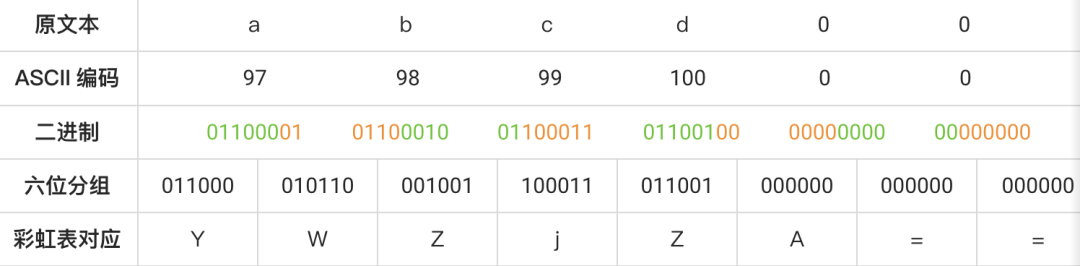 原文本 a b c d 0 0
ASCII 编码 97 98 99 100 0 0
二进制 01100001 01100010 01100011 01100100 00000000 00000000
六位分组 011000 010110 001001 100011 011001 000000 000000 000000
彩虹表对应 Y W Z j Z A = =